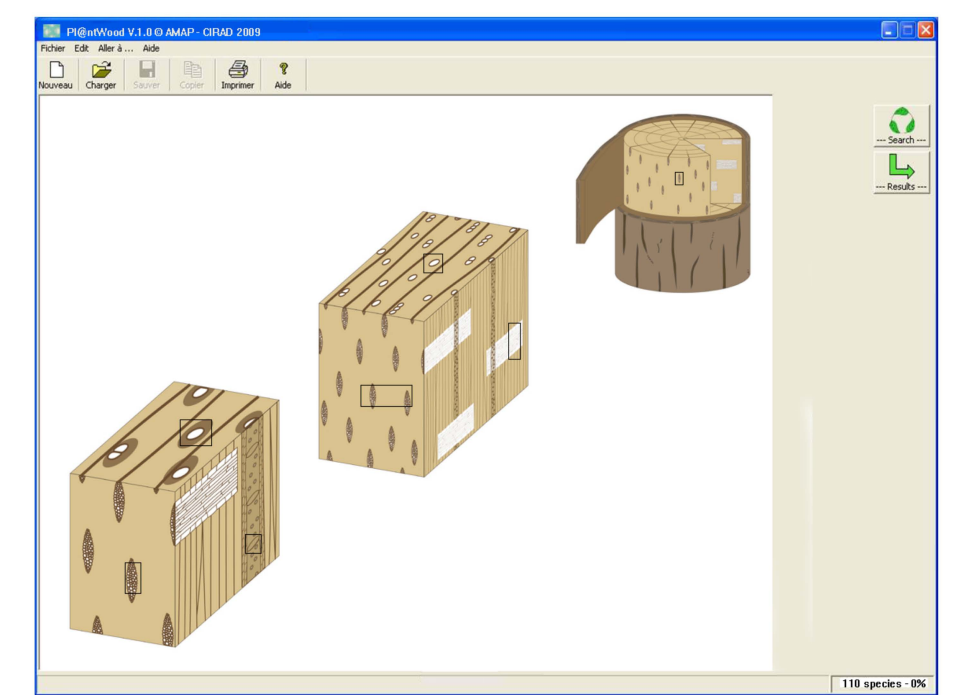 Pl@ntWood V.1.0 © AMAP - CIRAD 2009
Fichier Edit Aller à ... Aide
Nouveau Charger Sauver Copier Imprimer Aide
--- Search ---
--- Results ---
110 species - 0%